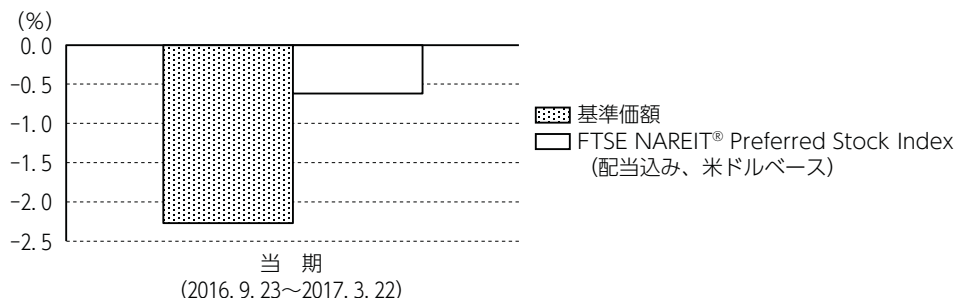 (%)
0.0
-0.5
-1.0
-1.5
-2.0
-2.5
基準価額
FTSE NAREIT® Preferred Stock Index
（配当込み、米ドルベース）
当 期
(2016.9.23～2017.3.22)